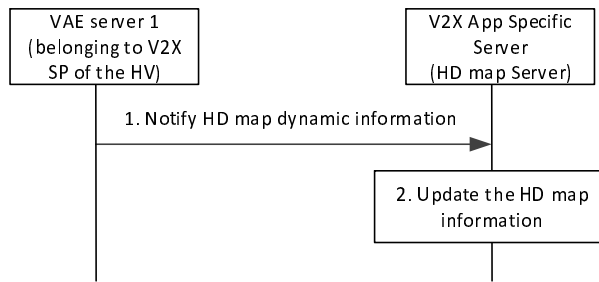 VAE server 1
(belonging to V2X
SP of the HV)
V2X App Specific
Server
(HD map Server)
1. Notify HD map dynamic information
2. Update the HD map
information